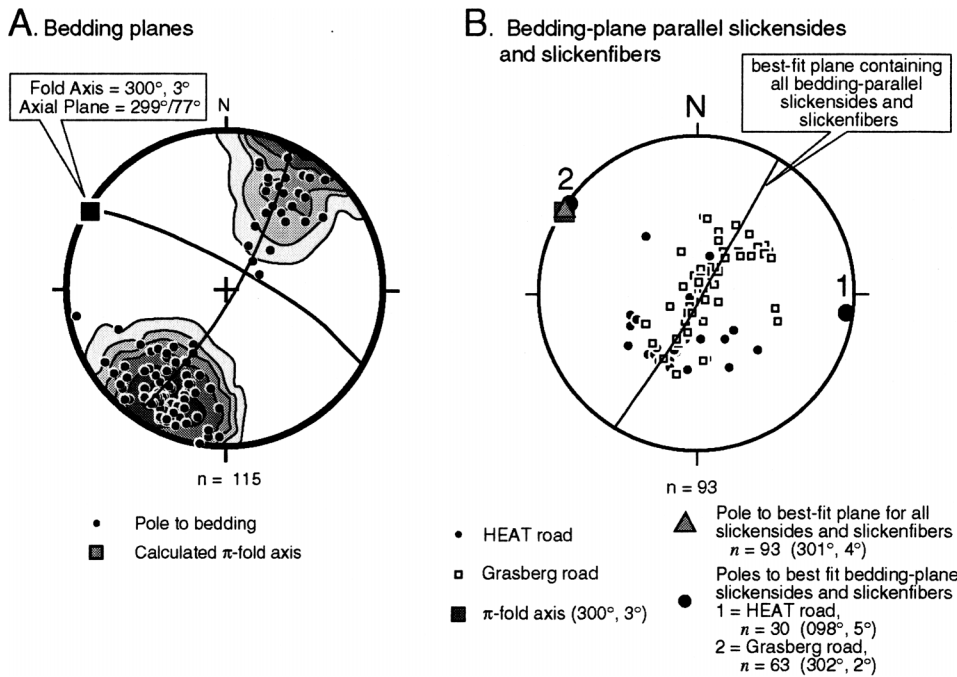 A. Bedding planes
Fold Axis = 300°, 3°
Axial Plane = 299°/77°
N
n = 115
Pole to bedding
Calculated π-fold axis
B. Bedding-plane parallel slickensides
and slickenfibers
best-fit plane containing
all bedding-parallel
slickensides and
slickenfibers
N
2
1
n = 93
HEAT road
Grasberg road
π-fold axis (300°, 3°)
Pole to best-fit plane for all
slickensides and slickenfibers
n = 93 (301°, 4°)
Poles to best fit bedding-plane
slickensides and slickenfibers
1 = HEAT road,
n = 30 (098°, 5°)
2 = Grasberg road,
n = 63 (302°, 2°)